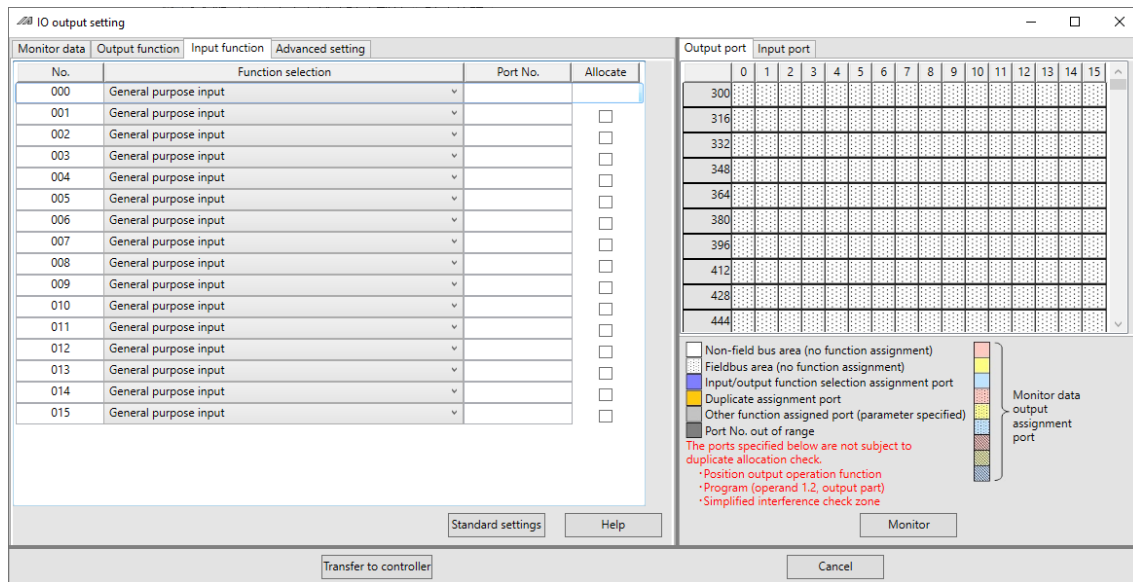 IO output setting
Monitor data Output function Input function Advanced setting
No. Function selection Port No. Allocate
000 General purpose input
001 General purpose input
002 General purpose input
003 General purpose input
004 General purpose input
005 General purpose input
006 General purpose input
007 General purpose input
008 General purpose input
009 General purpose input
010 General purpose input
011 General purpose input
012 General purpose input
013 General purpose input
014 General purpose input
015 General purpose input
Standard settings Help
Output port Input port
0 1 2 3 4 5 6 7 8 9 10 11 12 13 14 15
300
316
332
348
364
380
396
412
428
444
Non-field bus area (no function assignment)
Fieldbus area (no function assignment)
Input/output function selection assignment port
Duplicate assignment port
Other function assigned port (parameter specified)
Port No. out of range
Monitor data
output
assignment
port
The ports specified below are not subject to
duplicate allocation check.
・Position output operation function
・Program (operand 1.2, output part)
・Simplified interference check zone
Monitor
Transfer to controller Cancel